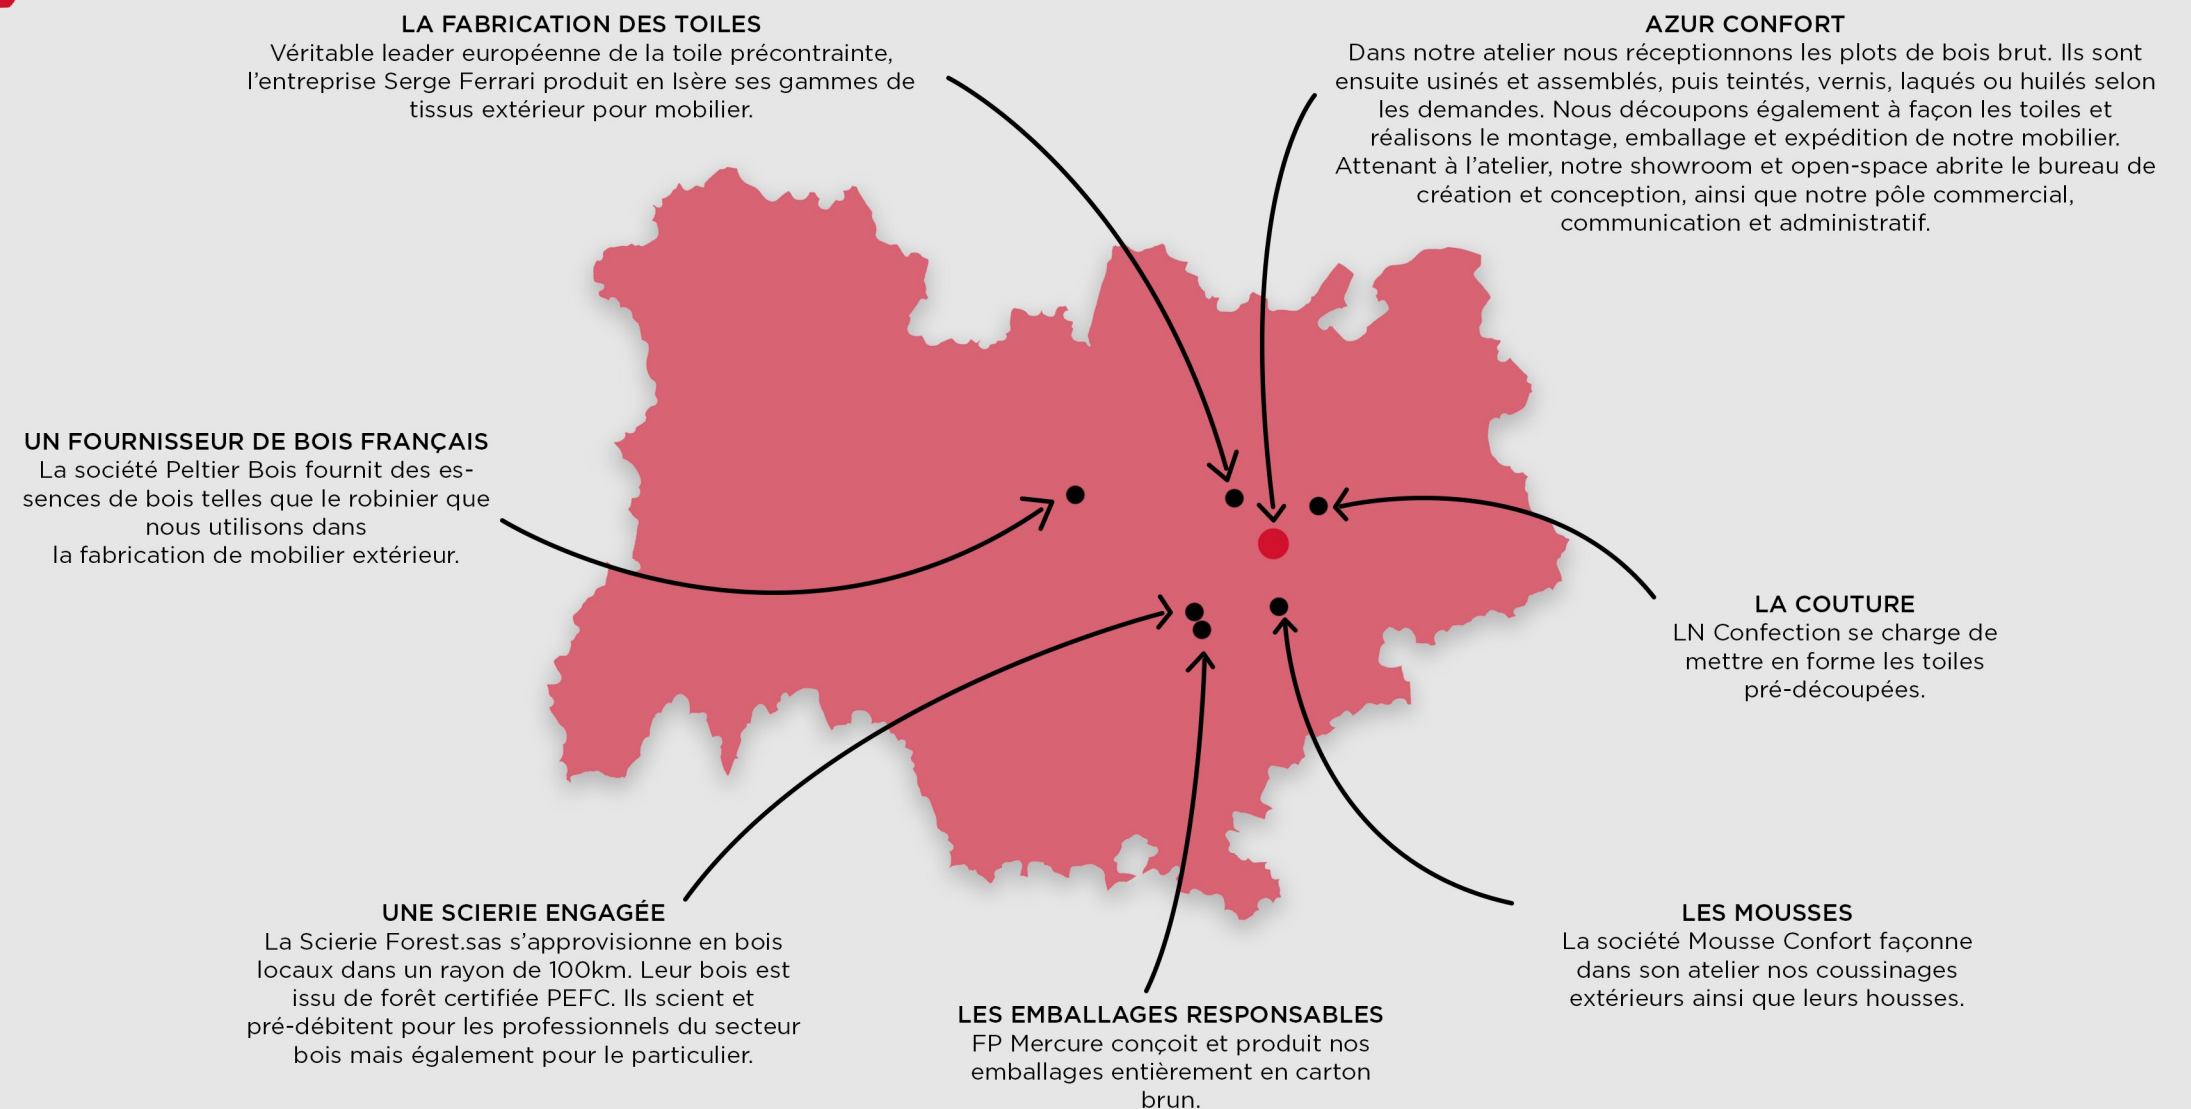 LA FABRICATION DES TOILES
Véritable leader européenne de la toile précontrainte,
l'entreprise Serge Ferrari produit en Isère ses gammes de
tissus extérieur pour mobilier.
AZUR CONFORT
Dans notre atelier nous réceptionnons les plots de bois brut. Ils sont
ensuite usinés et assemblés, puis teintés, vernis, laqués ou huilés selon
les demandes. Nous découpons également à façon les toiles et
réalisons le montage, emballage et expédition de notre mobilier.
Attenant à l'atelier, notre showroom et open-space abrite le bureau de
création et conception, ainsi que notre pôle commercial,
communication et administratif.
UN FOURNISSEUR DE BOIS FRANÇAIS
La société Peltier Bois fournit des es-
sences de bois telles que le robinier que
nous utilisons dans
la fabrication de mobilier extérieur.
LA COUTURE
LN Confection se charge de
mettre en forme les toiles
pré-découpées.
UNE SCIERIE ENGAGÉE
La Scierie Forest.sas s'approvisionne en bois
locaux dans un rayon de 100km. Leur bois est
issu de forêt certifiée PEFC. Ils scient et
pré-débitent pour les professionnels du secteur
bois mais également pour le particulier.
LES EMBALLAGES RESPONSABLES
FP Mercure conçoit et produit nos
emballages entièrement en carton
brun.
LES MOUSSES
La société Mousse Confort façonne
dans son atelier nos coussinages
extérieurs ainsi que leurs housses.